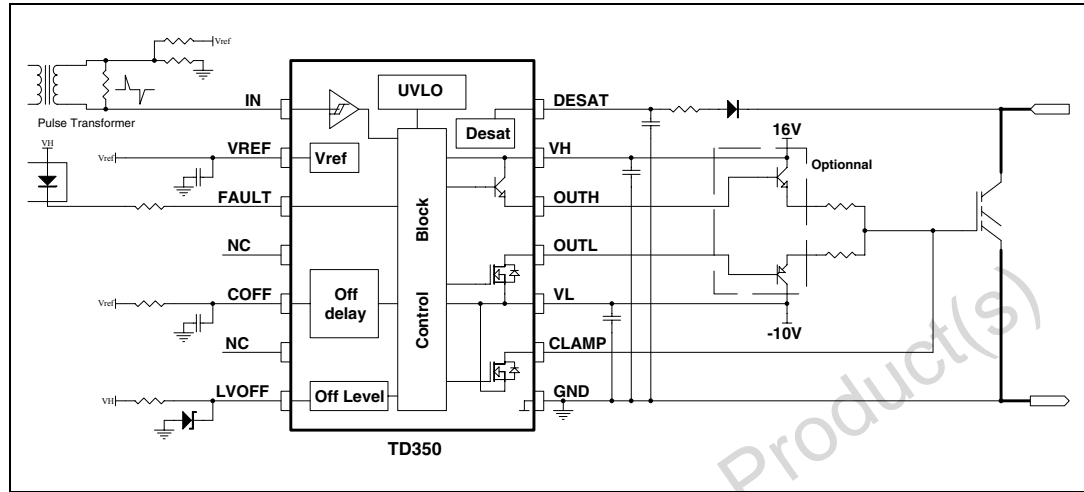 Vref
IN
Pulse Transformer
VH
Vref
VREF
FAULT
NC
Vref
COFF
NC
VH
LVOFF
UVLO
Desat
Vref
Control Block
Off delay
Off Level
TD350
DESAT
VH
OUTH
OUTL
VL
CLAMP
GND
16V
Optionnal
-10V
Product(s)